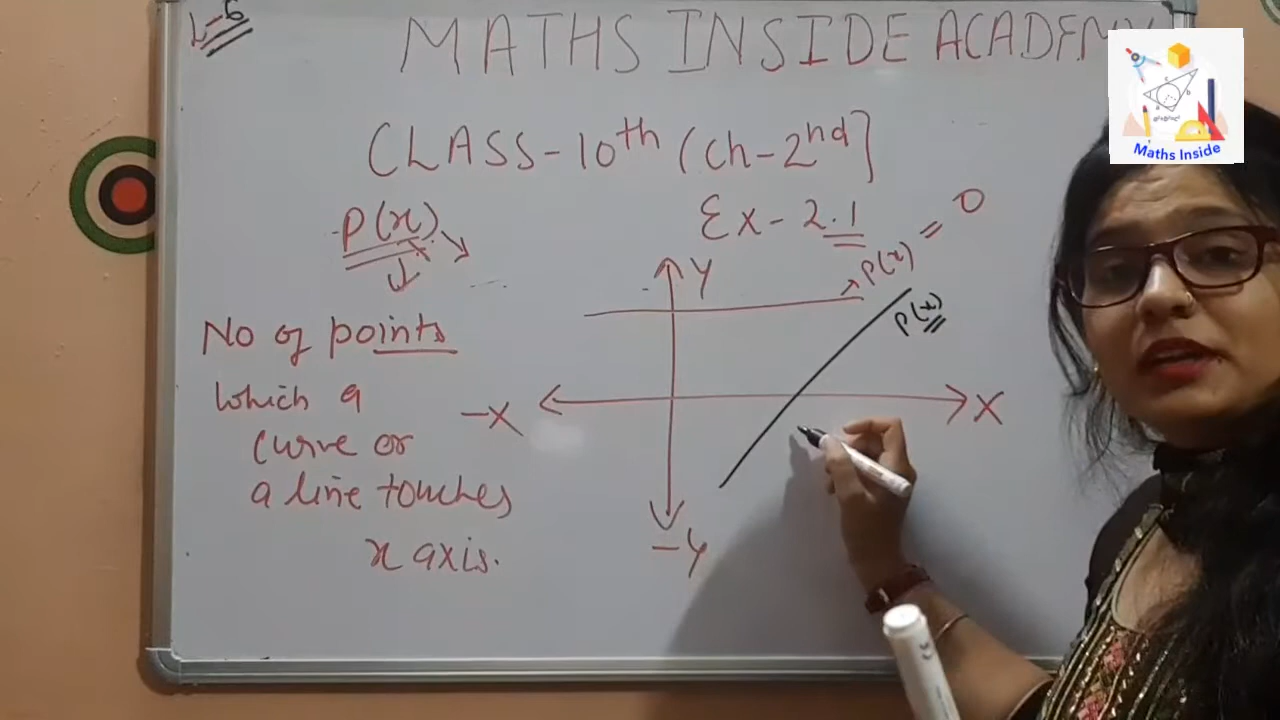 L-6
MATHS INSIDE ACADEMY
Maths Inside
CLASS-10th (Ch-2nd]
P(x)
Ex-2.1
P(x) = 0
Y
P(x)
No of points
which a
curve or
a line touches
x axis.
-X
X
-Y